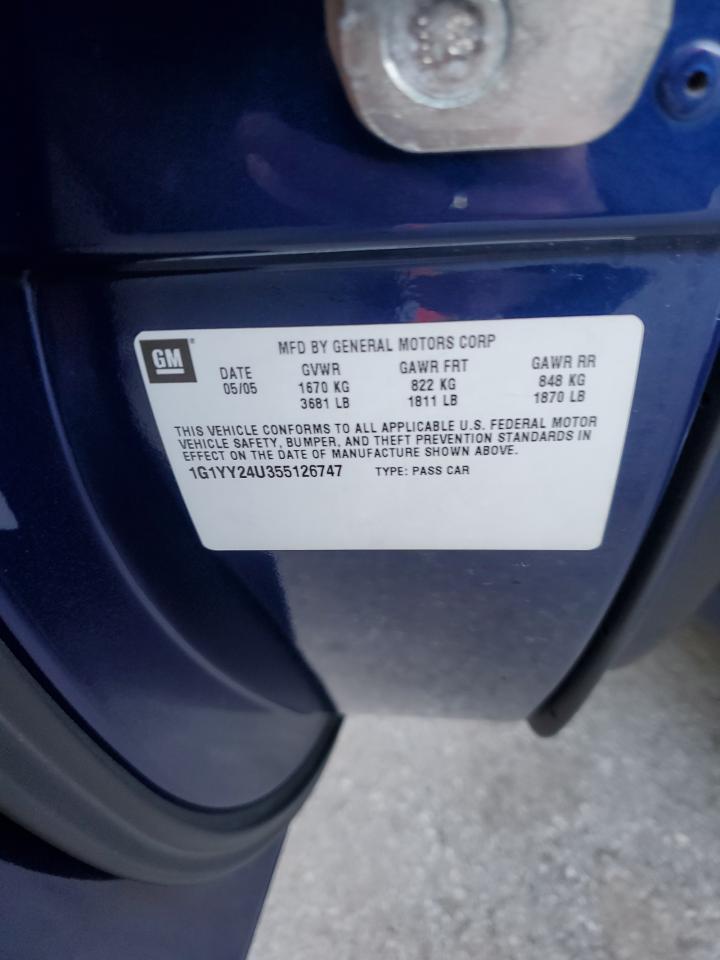 GM
MFD BY GENERAL MOTORS CORP
DATE GVWR GAWR FRT GAWR RR
05/05 1670 KG 822 KG 848 KG
3681 LB 1811 LB 1870 LB
THIS VEHICLE CONFORMS TO ALL APPLICABLE U.S. FEDERAL MOTOR
VEHICLE SAFETY, BUMPER, AND THEFT PREVENTION STANDARDS IN
EFFECT ON THE DATE OF MANUFACTURE SHOWN ABOVE.
1G1YY24U355126747 TYPE: PASS CAR